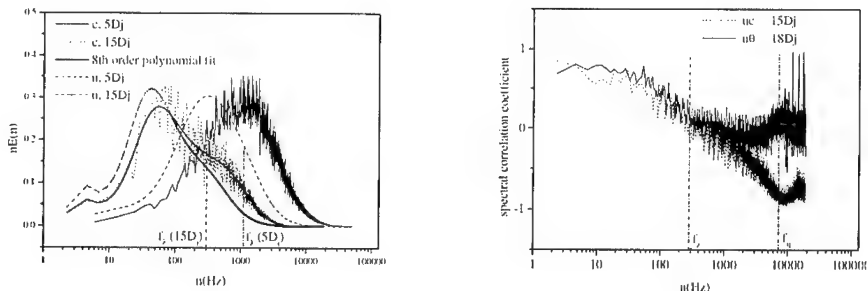 0.5
0.4
0.3
0.2
0.1
0.0
nE(n)
c, 5Dj
c, 15Dj
8th order polynomial fit
u, 5Dj
u, 15Dj
1 10 100 1000 10000 100000
n(Hz)
1
0
-1
spectral correlation coefficient
uc 15Dj
uθ 18Dj
1 10 100 1000 10000 100000
n(Hz)